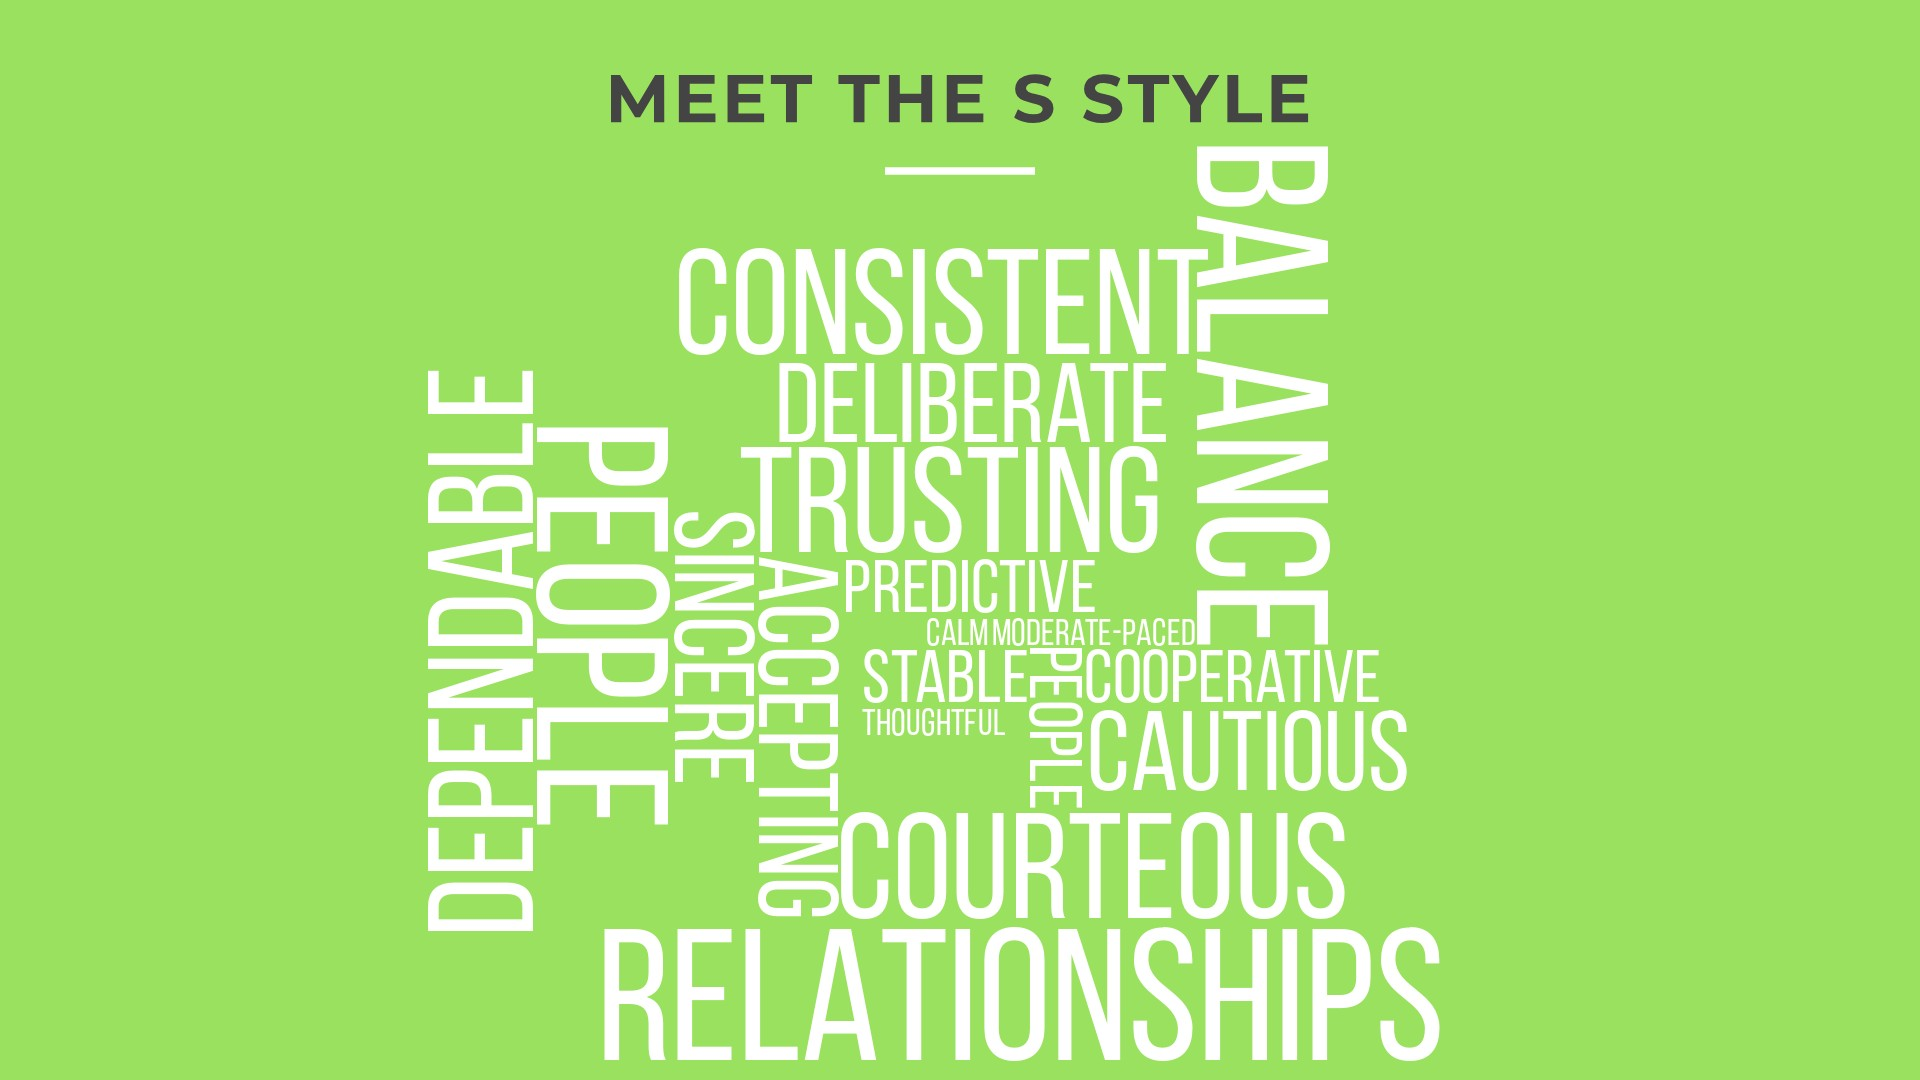 MEET THE S STYLE
BALANCE
CONSISTENT
DELIBERATE
TRUSTING
DEPENDABLE
PEOPLE
SINCERE
ACCEPTING
PREDICTIVE
CALM MODERATE-PACED
STABLE
PEOPLE
COOPERATIVE
THOUGHTFUL
CAUTIOUS
COURTEOUS
RELATIONSHIPS